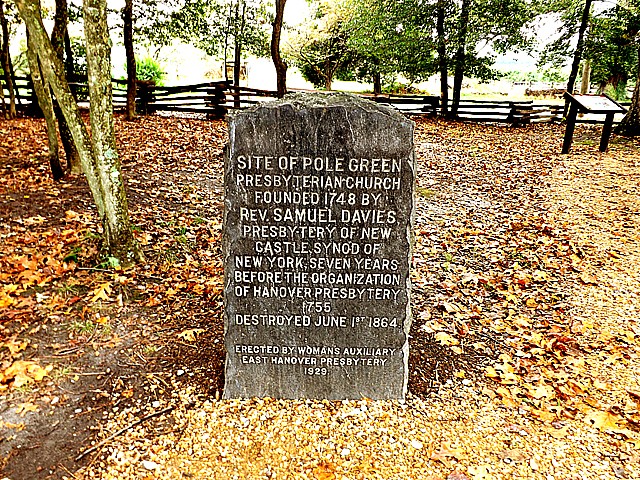 SITE OF POLE GREEN
PRESBYTERIAN CHURCH
FOUNDED 1748 BY
REV. SAMUEL DAVIES,
PRESBYTERY OF NEW
CASTLE, SYNOD OF
NEW YORK, SEVEN YEARS
BEFORE THE ORGANIZATION
OF HANOVER PRESBYTERY
1755
DESTROYED JUNE 1ST 1864
ERECTED BY WOMANS AUXILIARY
EAST HANOVER PRESBYTERY
1929